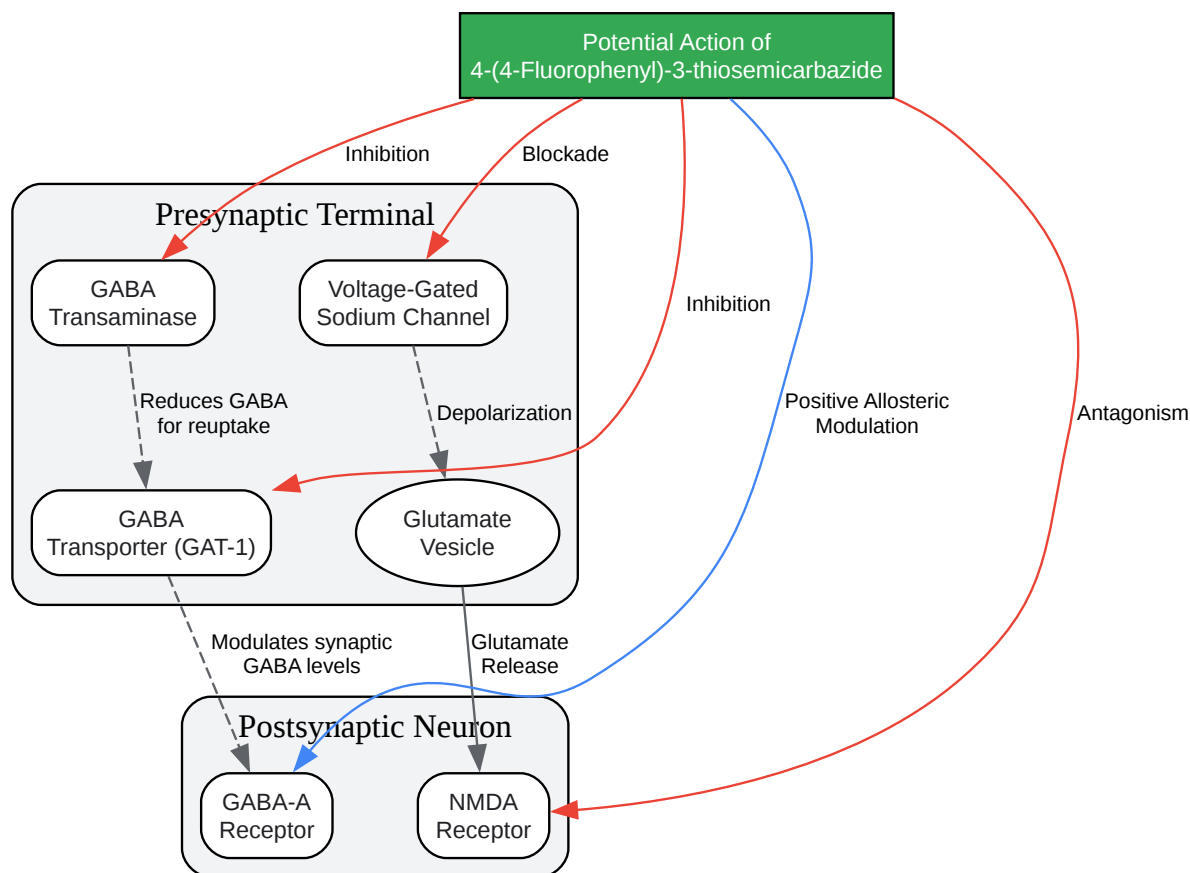 Potential Action of
4-(4-Fluorophenyl)-3-thiosemicarbazide
Inhibition
Blockade
Presynaptic Terminal
GABA
Transaminase
Voltage-Gated
Sodium Channel
Inhibition
Reduces GABA
for reuptake
Depolarization
Positive Allosteric
Modulation
Antagonism
GABA
Transporter (GAT-1)
Glutamate
Vesicle
Modulates synaptic
GABA levels
Glutamate
Release
Postsynaptic Neuron
GABA-A
Receptor
NMDA
Receptor